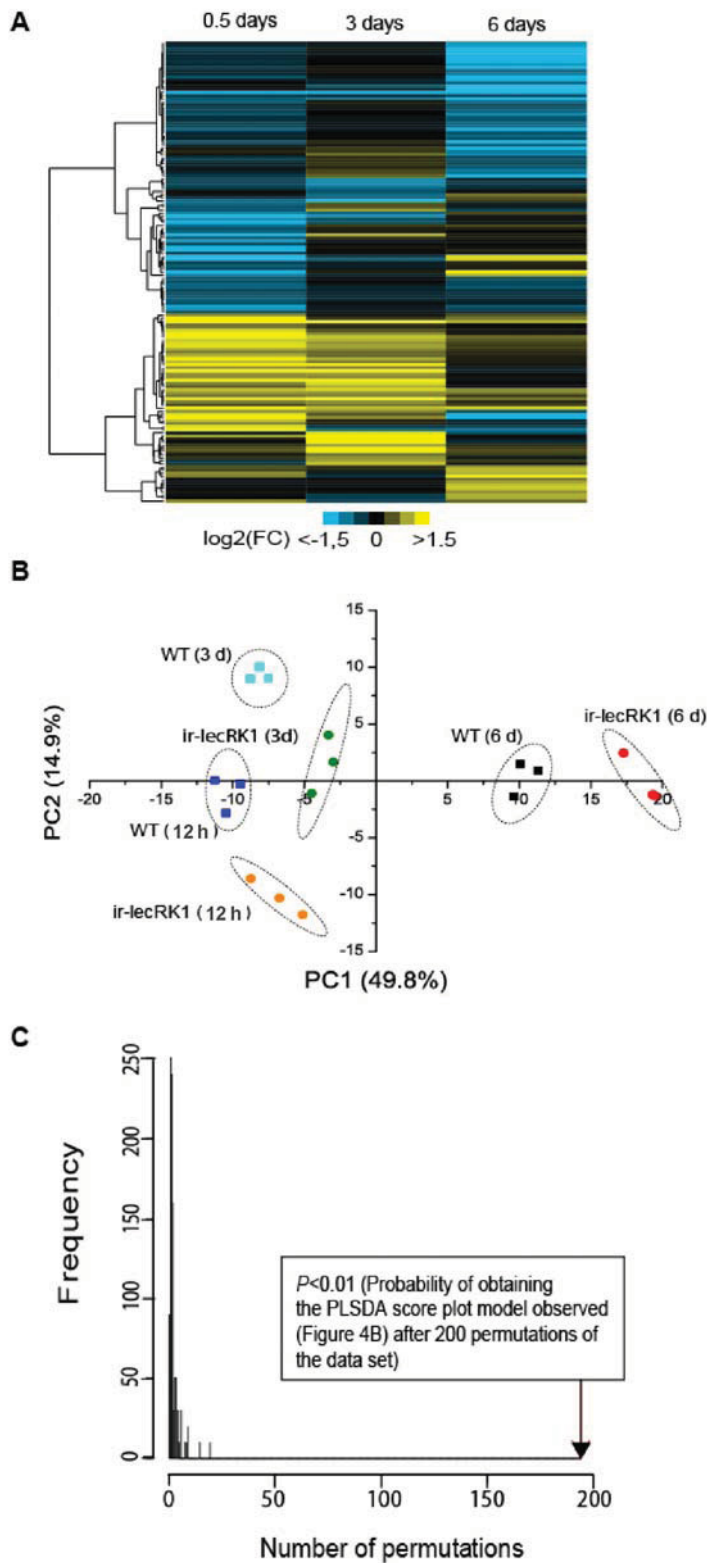 A
0.5 days 3 days 6 days
log2(FC) <-1,5 0 >1.5
B
15
WT (3 d)
10
ir-lecRK1 (3d)
5
WT (6 d)
ir-lecRK1 (6 d)
PC2 (14.9%)
-20 -15 -10 -5 5 10 15 20
WT (12 h)
-5
ir-lecRK1 (12 h)
-10
-15
PC1 (49.8%)
C
250
200
150
100
50
0
Frequency
P<0.01 (Probability of obtaining
the PLSDA score plot model observed
(Figure 4B) after 200 permutations of
the data set)
0 50 100 150 200
Number of permutations